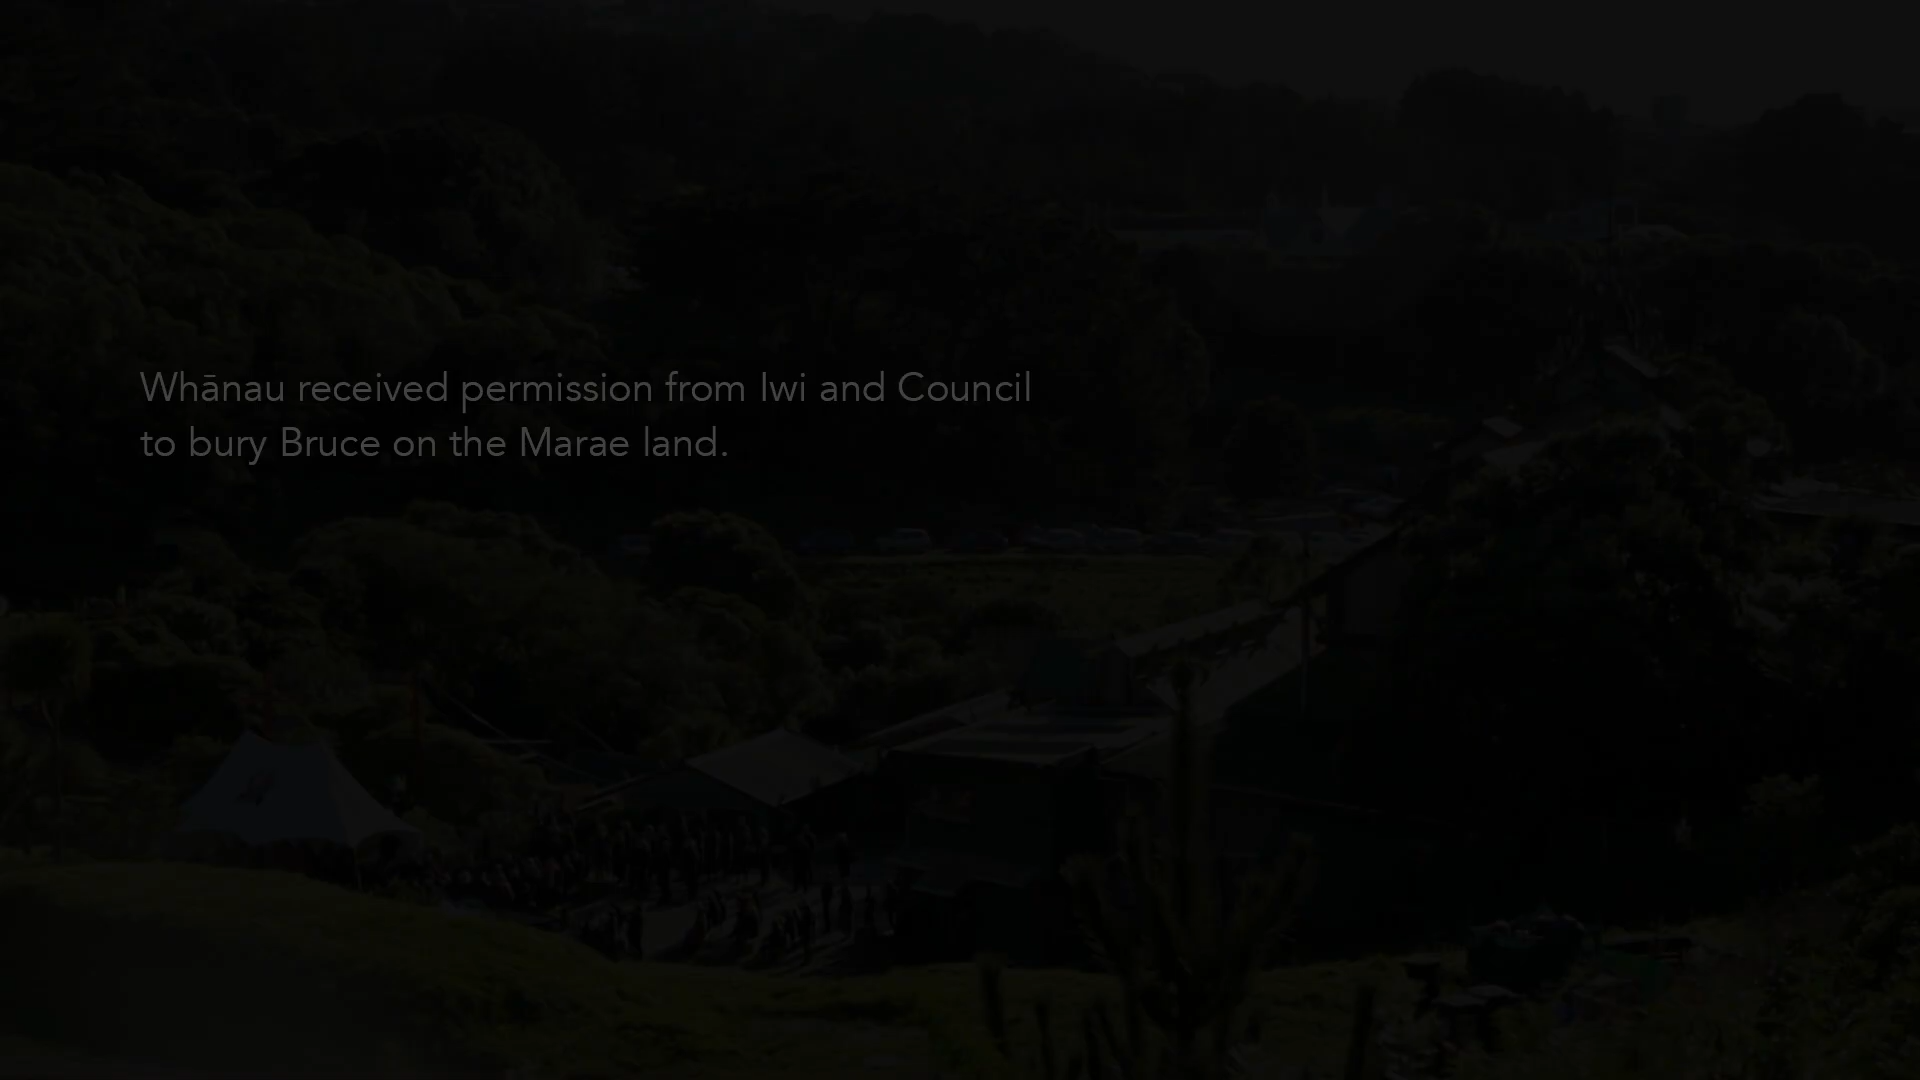 Whānau received permission from Iwi and Council
to bury Bruce on the Marae land.